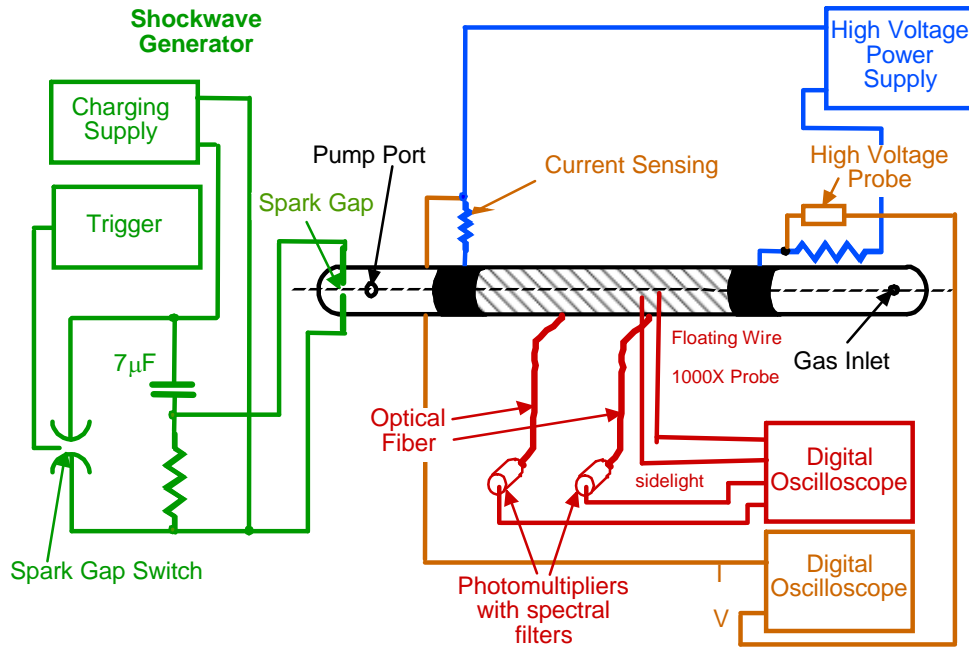 Shockwave
Generator
High Voltage
Power
Supply
Charging
Supply
Pump Port
Current Sensing
High Voltage
Probe
Spark Gap
Trigger
Floating Wire
1000X Probe
Gas Inlet
7μF
Optical
Fiber
sidelight
Digital
Oscilloscope
Spark Gap Switch
Photomultipliers
with spectral
filters
I
V
Digital
Oscilloscope